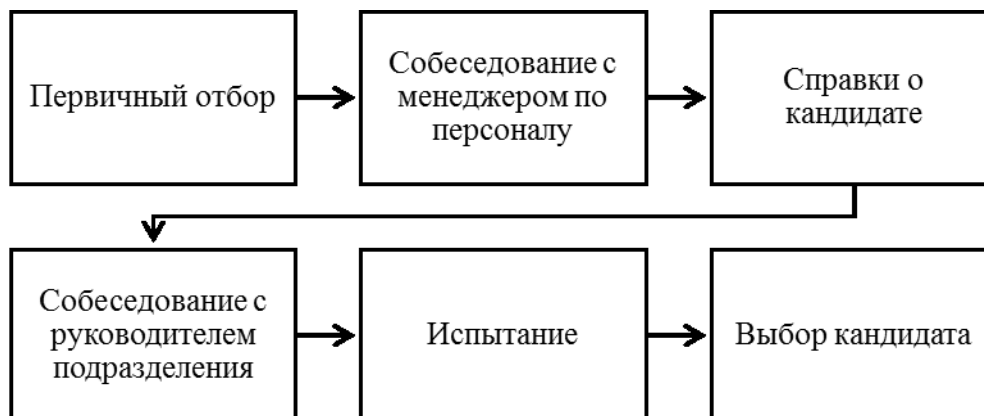 Первичный отбор
Собеседование с
менеджером по
персоналу
Справки о
кандидате
Собеседование с
руководителем
подразделения
Испытание
Выбор кандидата